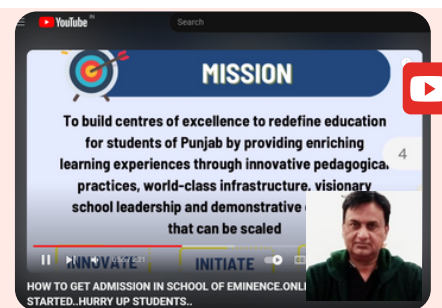 YouTube IN
Search
MISSION
To build centres of excellence to redefine education
for students of Punjab by providing enriching
learning experiences through innovative pedagogical
practices, world-class infrastructure, visionary
school leadership and demonstrative
that can be scaled
4
INNOVATE INITIATE
HOW TO GET ADMISSION IN SCHOOL OF EMINENCE.ONLI
STARTED..HURRY UP STUDENTS..